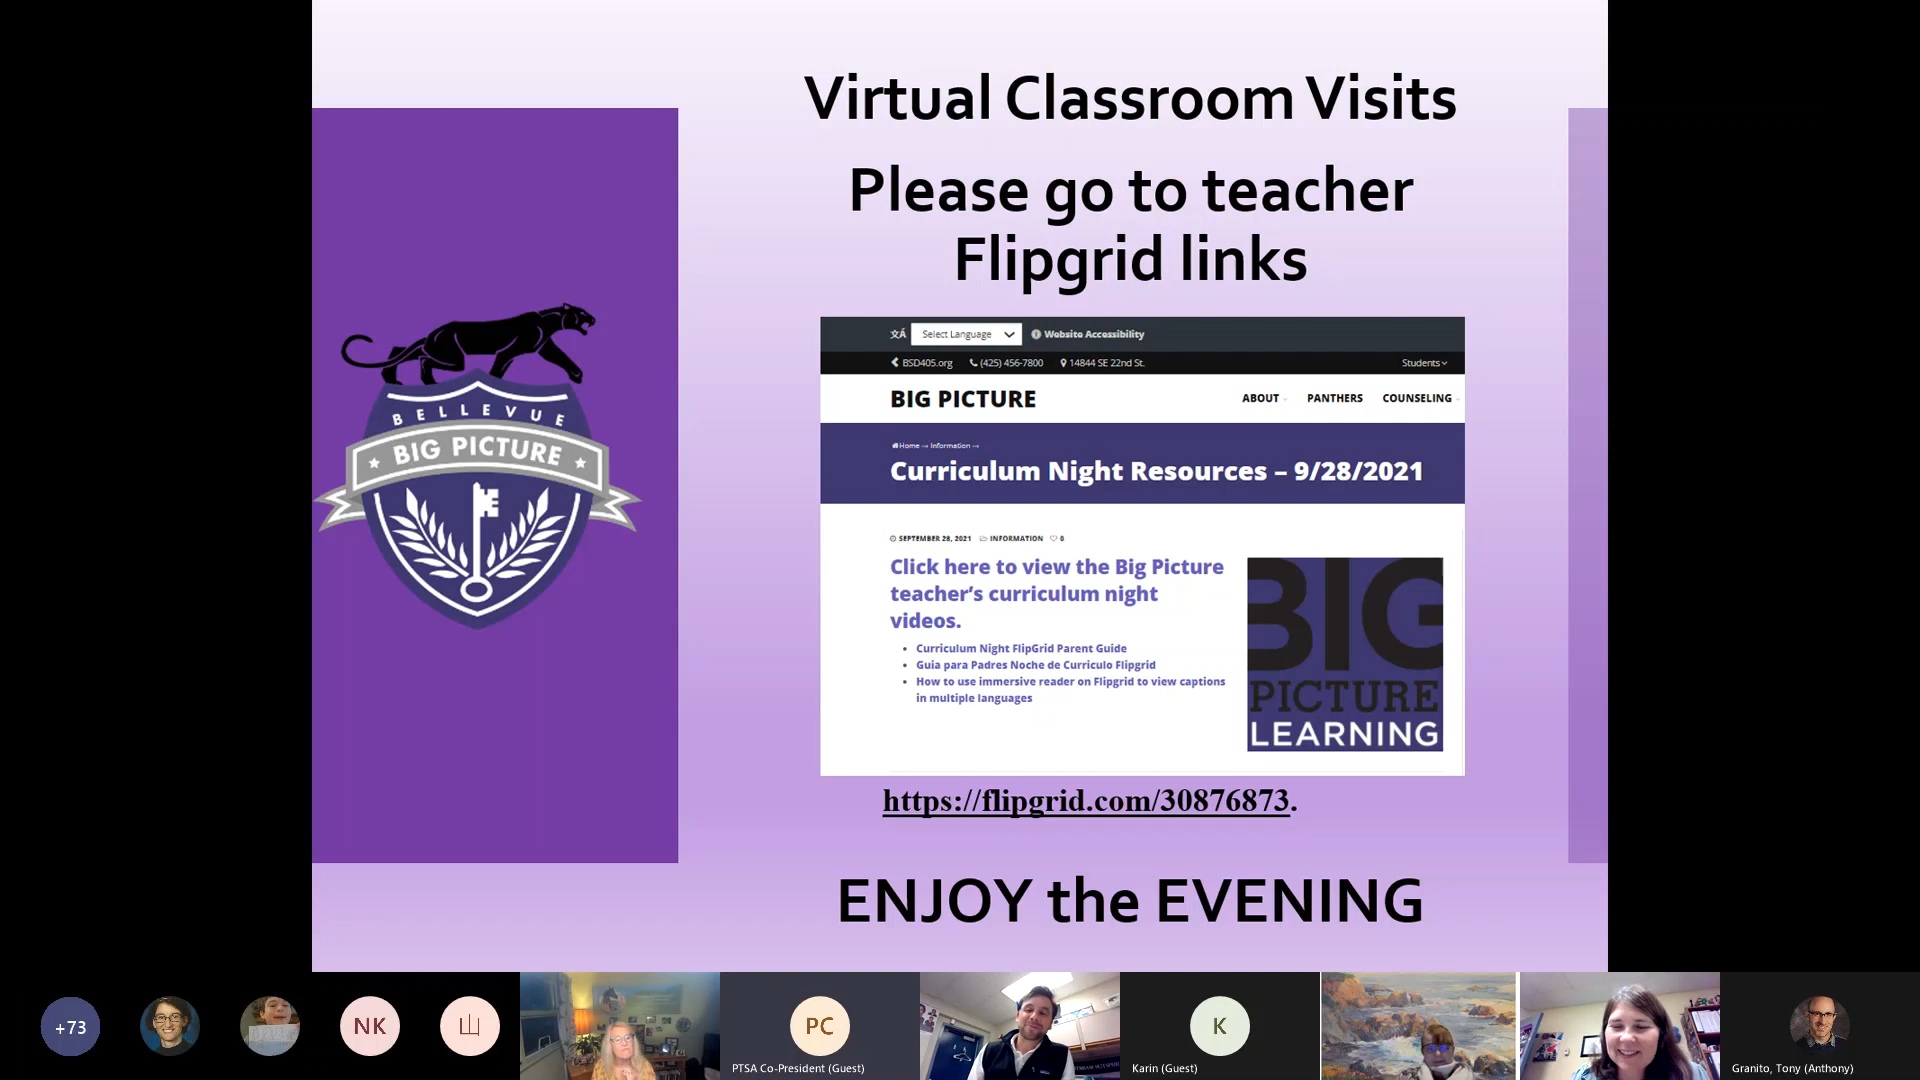 Virtual Classroom Visits
Please go to teacher
Flipgrid links
BELLEVUE
BIG PICTURE
Select Language
Website Accessibility
BSD405.org
(425) 456-7800
14844 SE 22nd St.
Students
BIG PICTURE
ABOUT
PANTHERS
COUNSELING
Home → Information →
Curriculum Night Resources – 9/28/2021
SEPTEMBER 28, 2021
INFORMATION
0
Click here to view the Big Picture
teacher's curriculum night
videos.
• Curriculum Night FlipGrid Parent Guide
• Guia para Padres Noche de Curriculo Flipgrid
• How to use immersive reader on Flipgrid to view captions
in multiple languages
BIG
PICTURE
LEARNING
https://flipgrid.com/30876873.
ENJOY the EVENING
+73
NK
Ш
PC
PTSA Co-President (Guest)
K
Karin (Guest)
Granito, Tony (Anthony)